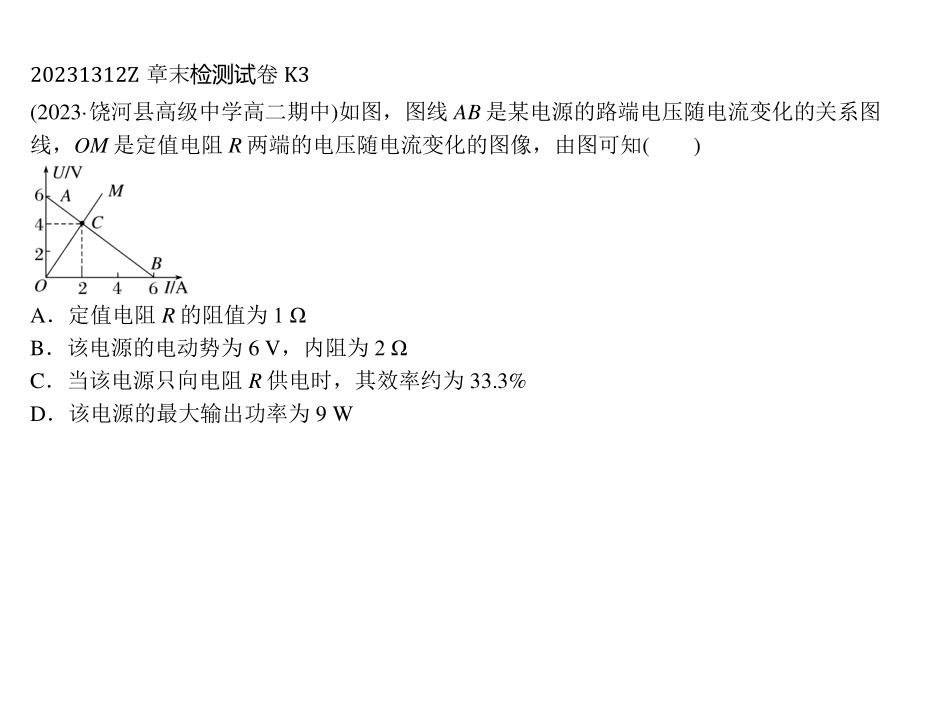 20231312Z 章末检测试卷 K3
(2023·饶河县高级中学高二期中)如图，图线 AB 是某电源的路端电压随电流变化的关系图
线，OM 是定值电阻 R 两端的电压随电流变化的图像，由图可知(　　)
U/V
6 A M
4 C
2
B
O 2 4 6 I/A
A．定值电阻 R 的阻值为 1 Ω
B．该电源的电动势为 6 V，内阻为 2 Ω
C．当该电源只向电阻 R 供电时，其效率约为 33.3%
D．该电源的最大输出功率为 9 W